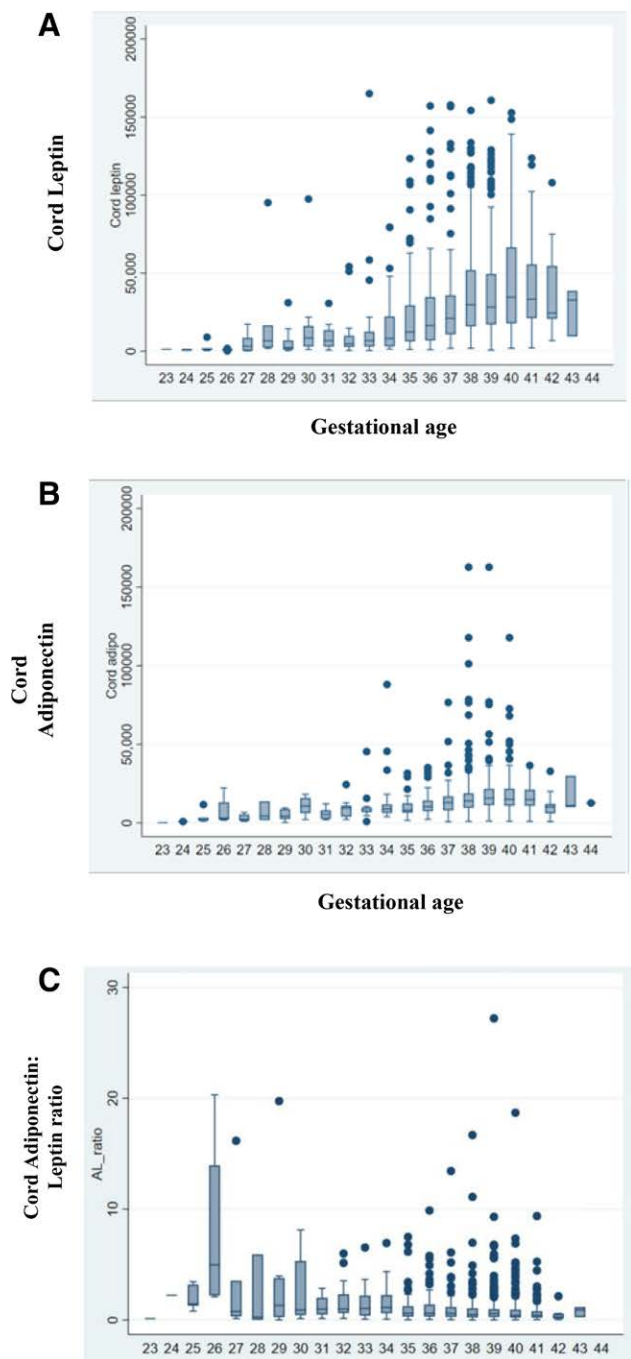 A
Cord Leptin
Cord leptin
200000
150000
100000
50,000
0
23 24 25 26 27 28 29 30 31 32 33 34 35 36 37 38 39 40 41 42 43 44
Gestational age
B
Cord
Adiponectin
Cord adipo
200000
150000
100000
50,000
0
23 24 25 26 27 28 29 30 31 32 33 34 35 36 37 38 39 40 41 42 43 44
Gestational age
C
Cord Adiponectin:
Leptin ratio
AL_ratio
30
20
10
0
23 24 25 26 27 28 29 30 31 32 33 34 35 36 37 38 39 40 41 42 43 44